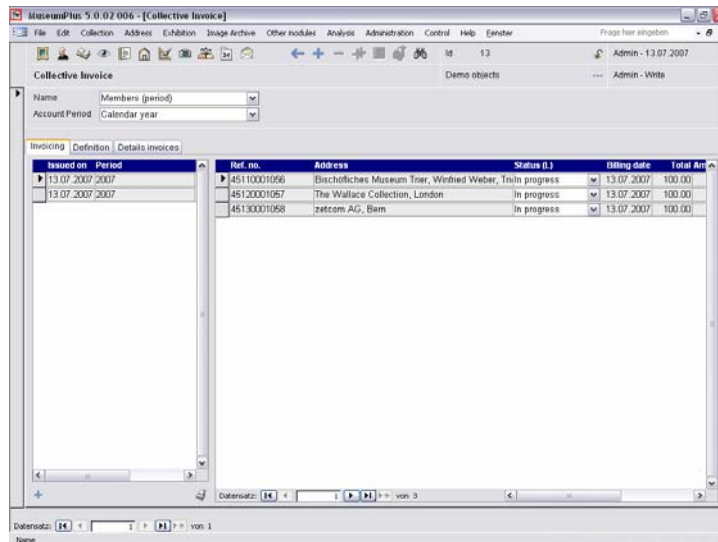 MuseumPlus 5.0.02 006 - [Collective Invoice]
File Edit Collection Address Exhibition Image Archive Other modules Analysis Administration Control Help Fenster Frage hier eingeben
Id 13 Admin - 13.07.2007
Collective Invoice Demo objects Admin - Write
Name Members (period)
Account Period Calendar year
Invoicing Definition Details invoices
Issued on Period Ref. no. Address Status (L) Billing date Total Am
13.07.2007 2007 45110001056 Bischöfliches Museum Trier, Winfried Weber, Trie In progress 13.07.2007 100.00
13.07.2007 2007 45120001057 The Wallace Collection, London In progress 13.07.2007 100.00
45130001058 zetcom AG, Bern In progress 13.07.2007 100.00
Datensatz: 1 von 3
Datensatz: 1 von 1
Name